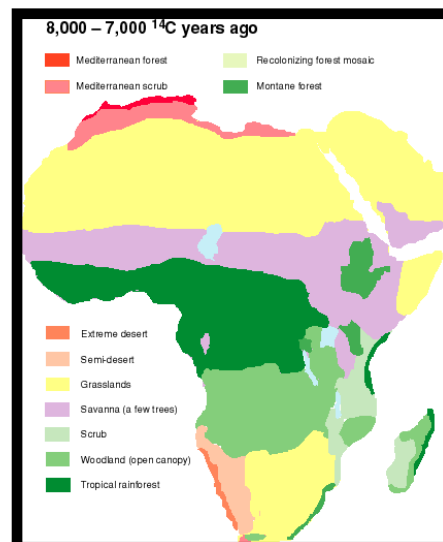 8,000 – 7,000 ¹⁴C years ago
Mediterranean forest
Recolonizing forest mosaic
Mediterranean scrub
Montane forest
Extreme desert
Semi-desert
Grasslands
Savanna (a few trees)
Scrub
Woodland (open canopy)
Tropical rainforest